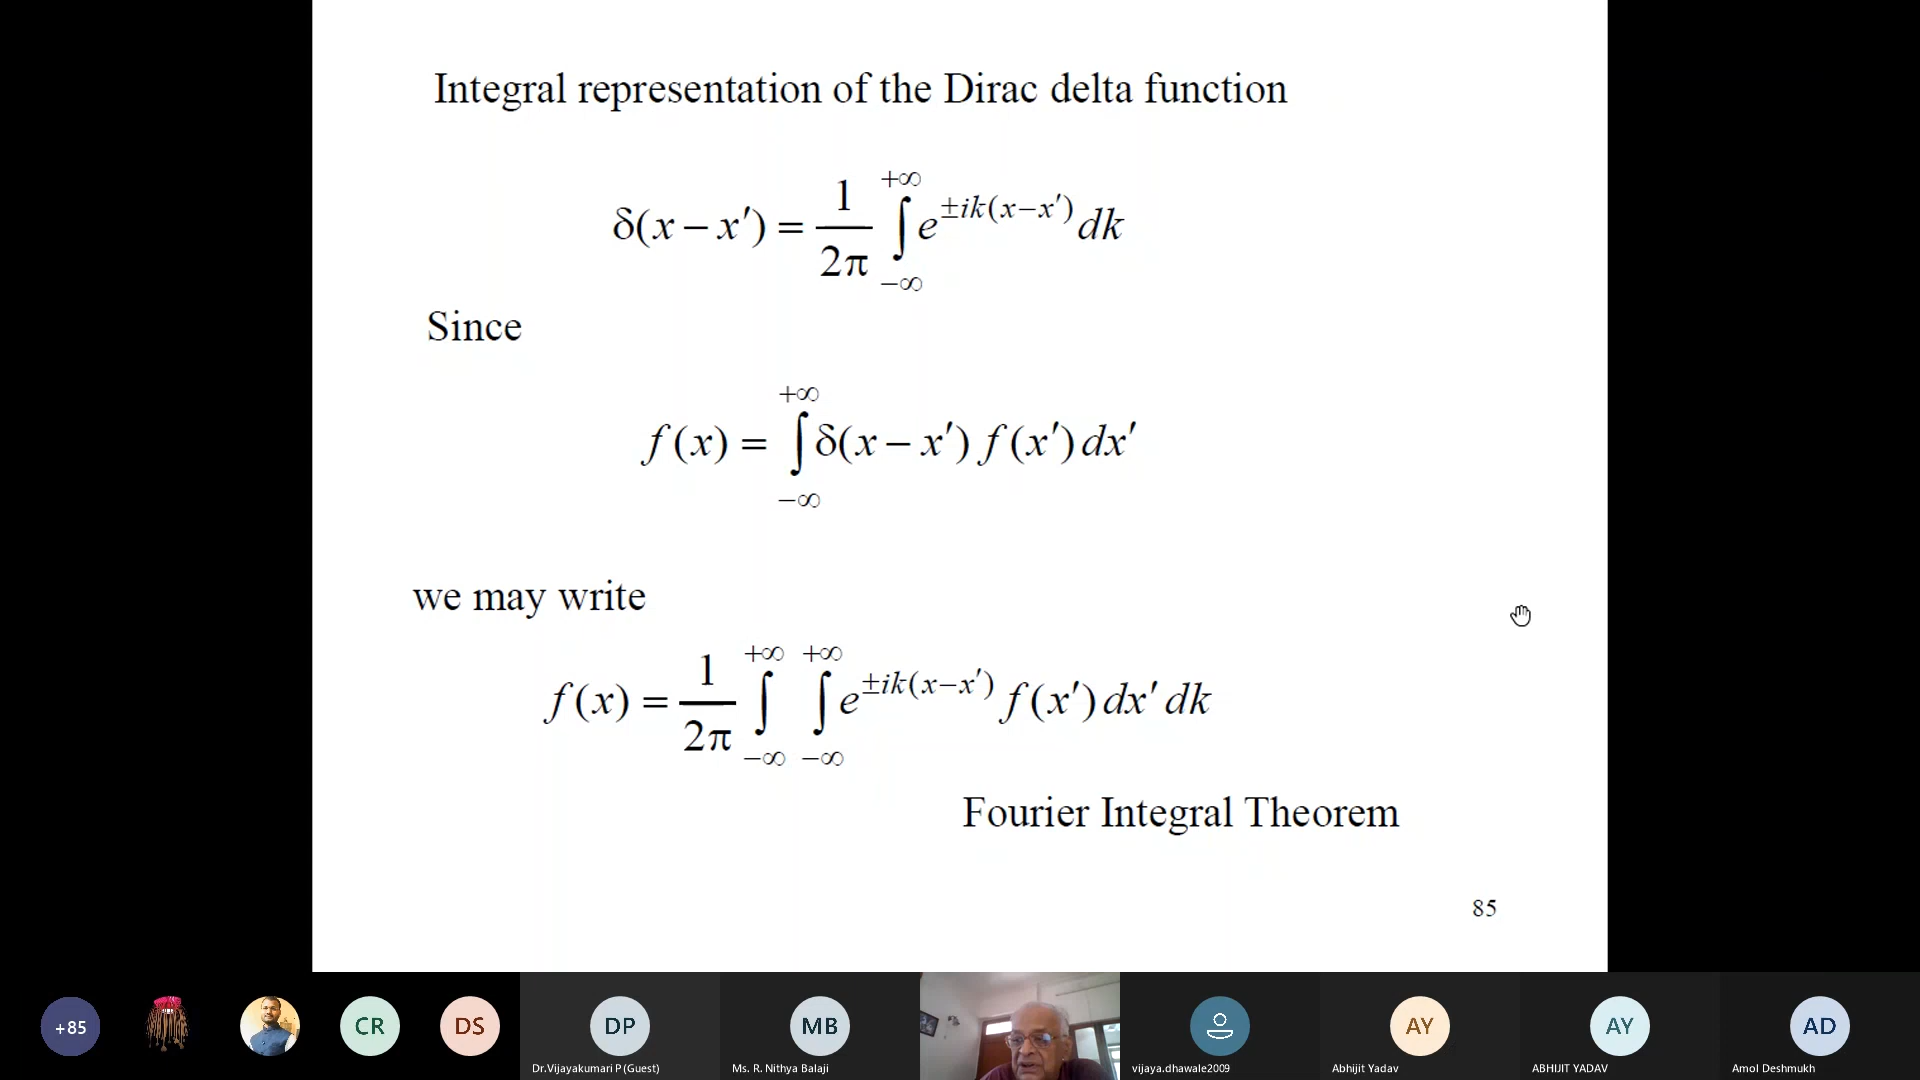 Integral representation of the Dirac delta function
δ(x − x′) = 1/2π ∫_{−∞}^{+∞} e^{±ik(x−x′)} dk
Since
f(x) = ∫_{−∞}^{+∞} δ(x − x′) f(x′) dx′
we may write
f(x) = 1/2π ∫_{−∞}^{+∞} ∫_{−∞}^{+∞} e^{±ik(x−x′)} f(x′) dx′ dk
Fourier Integral Theorem
85
+85 CR DS DP MB AY AY AD
Dr.Vijayakumari P (Guest) Ms. R. Nithya Balaji vijaya.dhawale2009 Abhijit Yadav ABHIJIT YADAV Amol Deshmukh